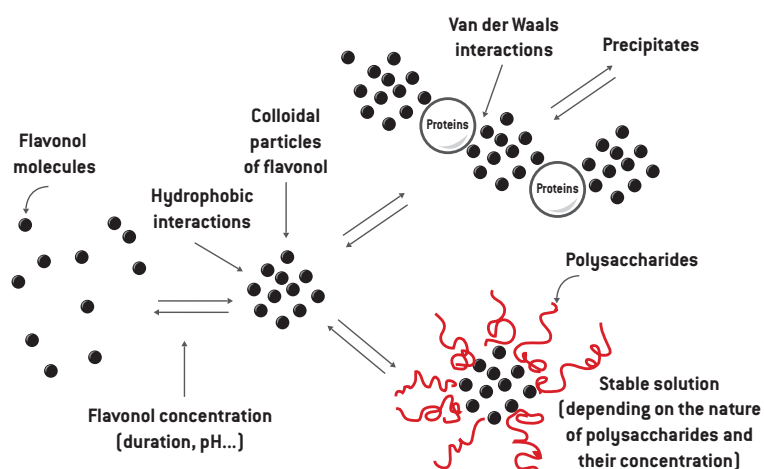 Van der Waals
interactions
Precipitates
Colloidal
particles
of flavonol
Proteins
Flavonol
molecules
Hydrophobic
interactions
Proteins
Polysaccharides
Stable solution
(depending on the nature
of polysaccharides and
their concentration)
Flavonol concentration
(duration, pH...)